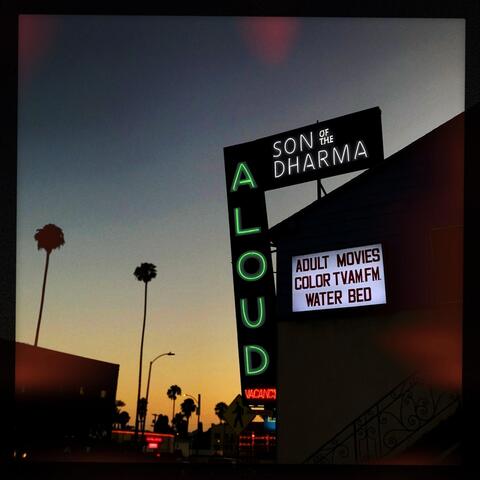 SON OF THE
DHARMA
ALOUD
ADULT MOVIES
COLOR TV.AM.FM.
WATER BED
VACANCY